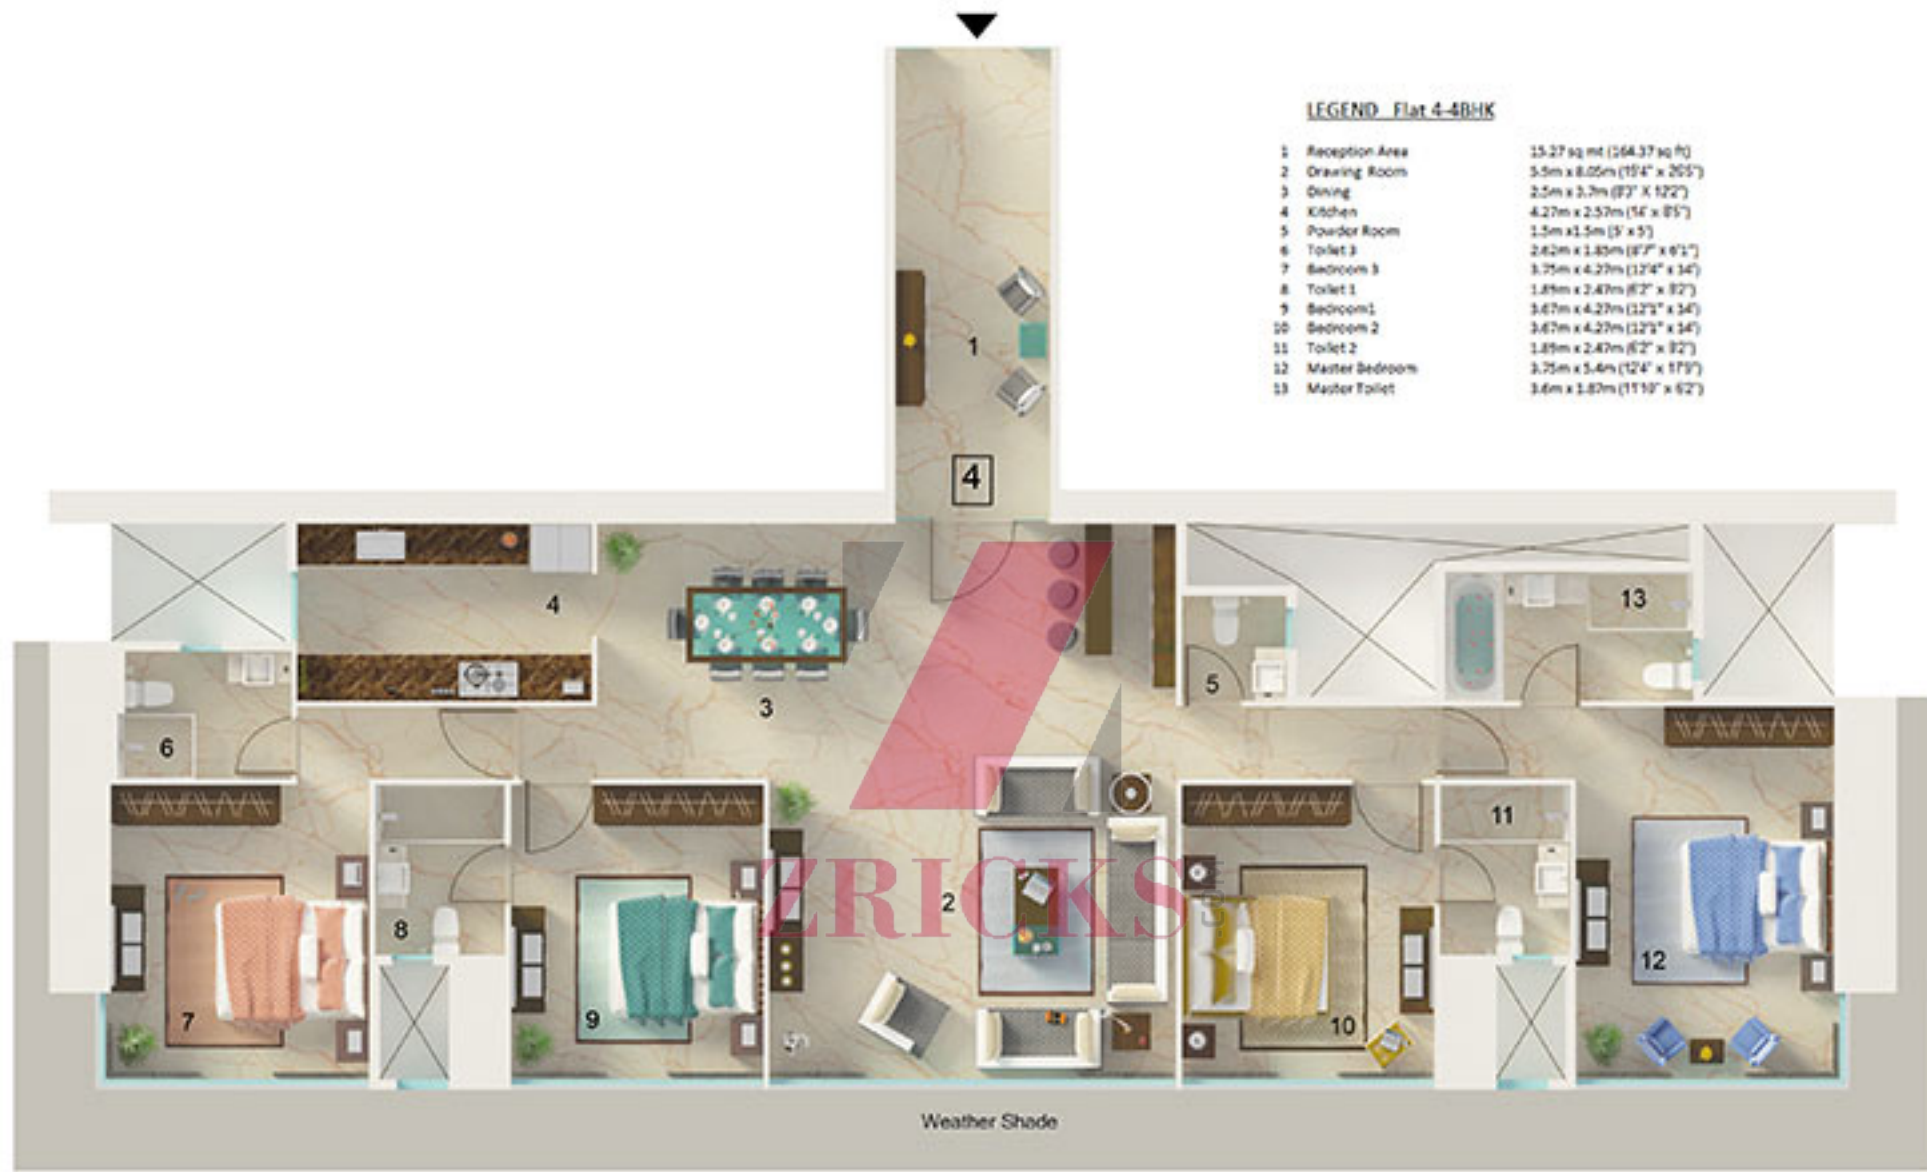 LEGEND Flat 4-4BHK
1 Reception Area 15.27 sq mt (164.37 sq ft)
2 Drawing Room 8.05m
3 Dining 2.5m x 3.7m (8'3" X 12'2")
4 Kitchen 4.27m x 2.57m (14' x 8'5")
5 Powder Room 1.5m x1.5m (5' x 5')
6 Toilet 3 2.62m x 1.85m (8'7" x 6'1")
7 Bedroom 3 3.75m x 4.27m (12'4" x 14')
8 Toilet 1 1.89m x 2.47m (6'2" x 8'2")
9 Bedroom1 3.67m x 4.27m (12'1" x 14')
10 Bedroom 2 3.67m x 4.27m (12'1" x 14')
11 Toilet 2 1.89m x 2.47m (6'2" x 8'2")
12 Master Bedroom 3.75m x 5.4m (12'4" x 17'9")
13 Master Toilet 3.6m x 1.87m (11'10" x 6'2")
1
4
4
13
5
3
6
11
8
2
12
7
9
10
ZRICKS
Weather Shade